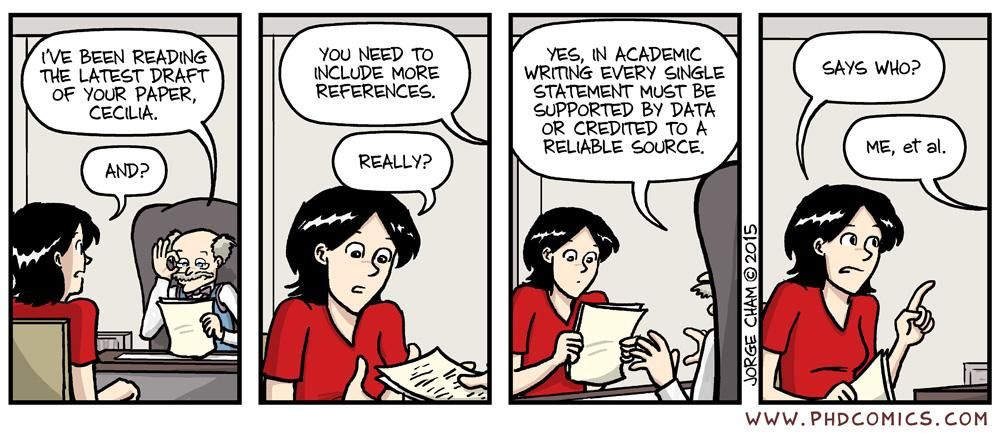 I'VE BEEN READING
THE LATEST DRAFT
OF YOUR PAPER,
CECILIA.
AND?
YOU NEED TO
INCLUDE MORE
REFERENCES.
REALLY?
YES, IN ACADEMIC
WRITING EVERY SINGLE
STATEMENT MUST BE
SUPPORTED BY DATA
OR CREDITED TO A
RELIABLE SOURCE.
SAYS WHO?
ME, et al.
JORGE CHAM © 2015
WWW.PHDCOMICS.COM